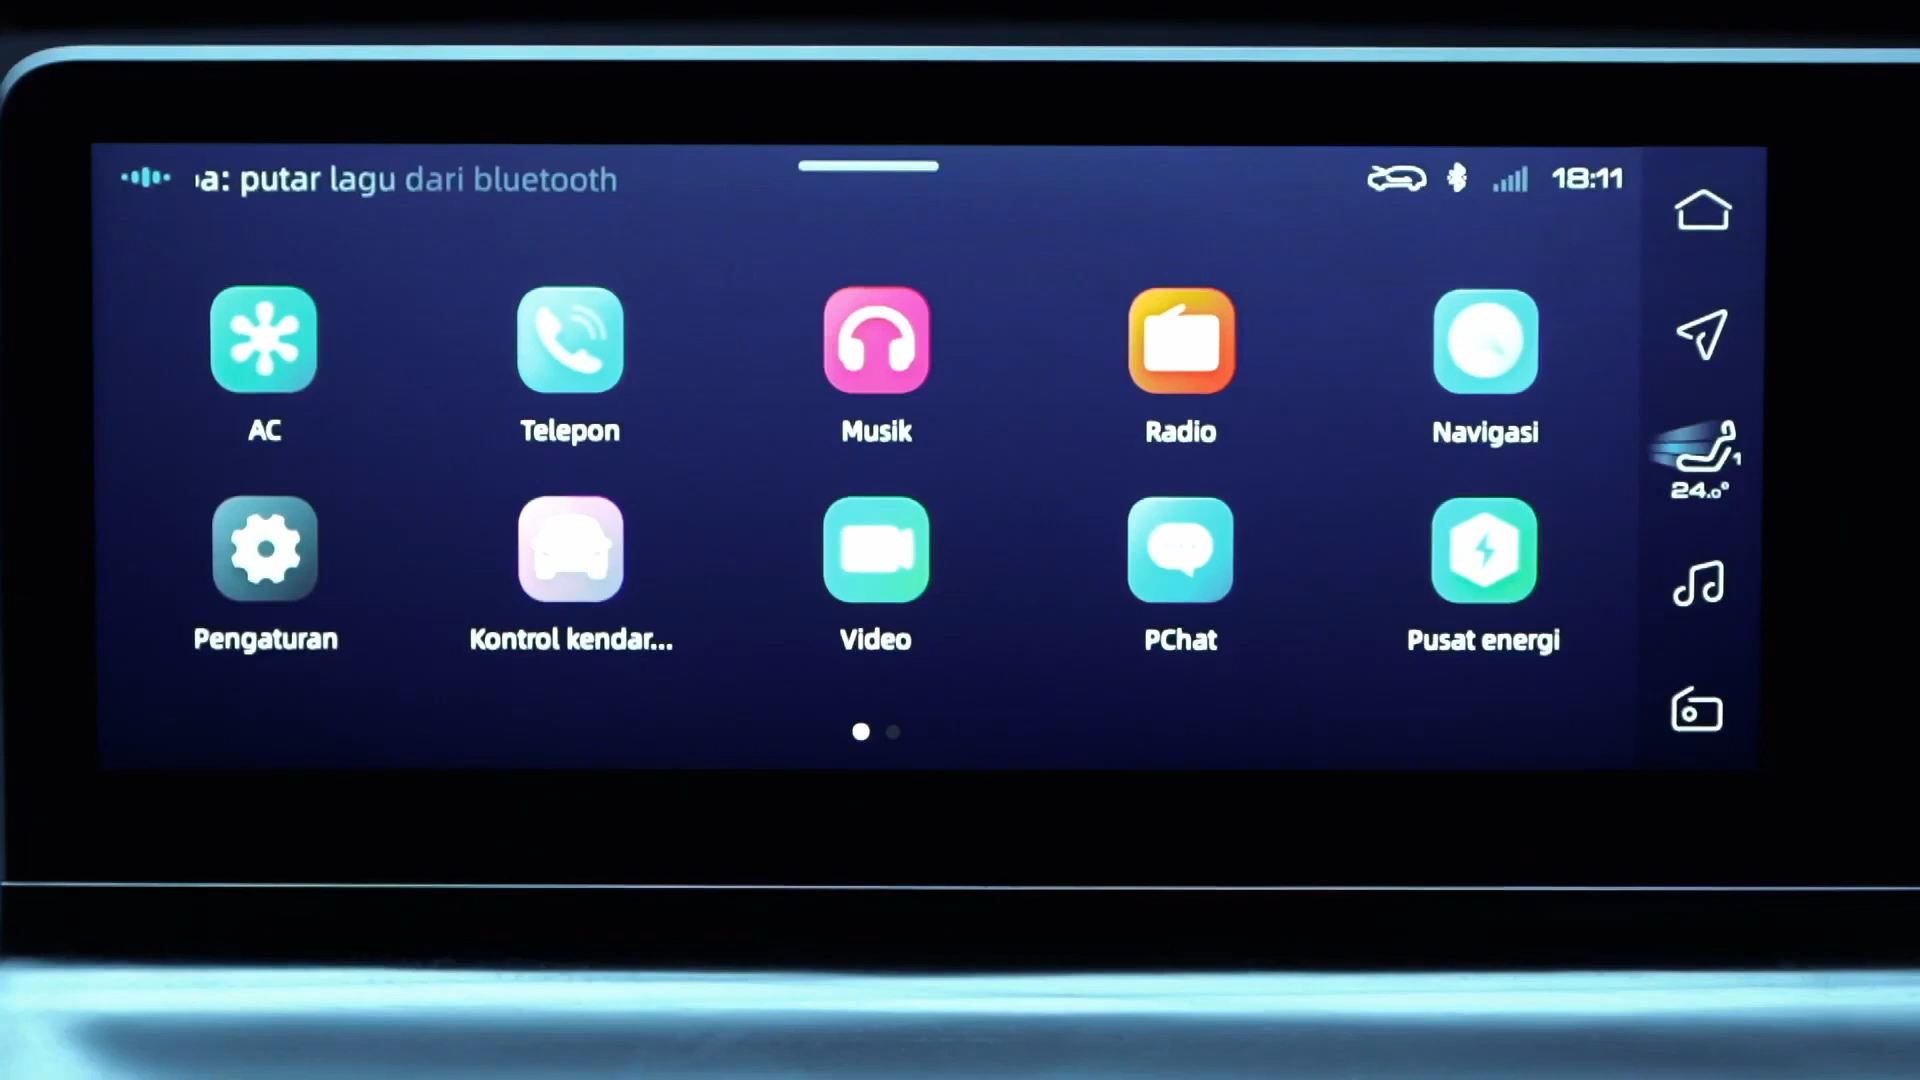 a: putar lagu dari bluetooth
18:11
AC
Telepon
Musik
Radio
Navigasi
1
24.0°
Pengaturan
Kontrol kendar...
Video
PChat
Pusat energi